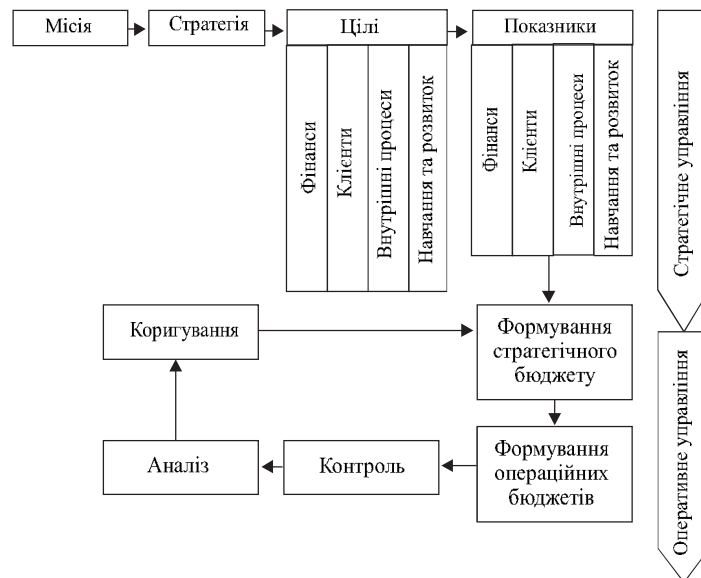 Місія
Стратегія
Цілі
Показники
Фінанси
Клієнти
Внутрішні процеси
Навчання та розвиток
Фінанси
Клієнти
Внутрішні процеси
Навчання та розвиток
Стратегічне управління
Коригування
Формування
стратегічного
бюджету
Аналіз
Контроль
Формування
операційних
бюджетів
Оперативне управління